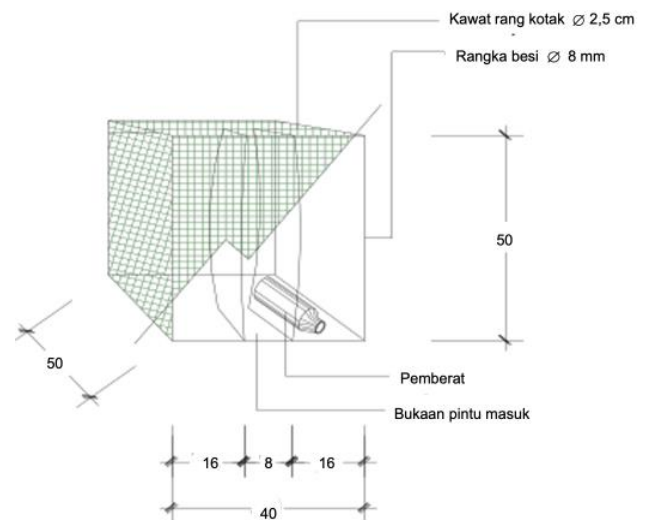 Kawat rang kotak ∅ 2,5 cm
Rangka besi ∅ 8 mm
50
50
Pemberat
Bukaan pintu masuk
16
8
16
40